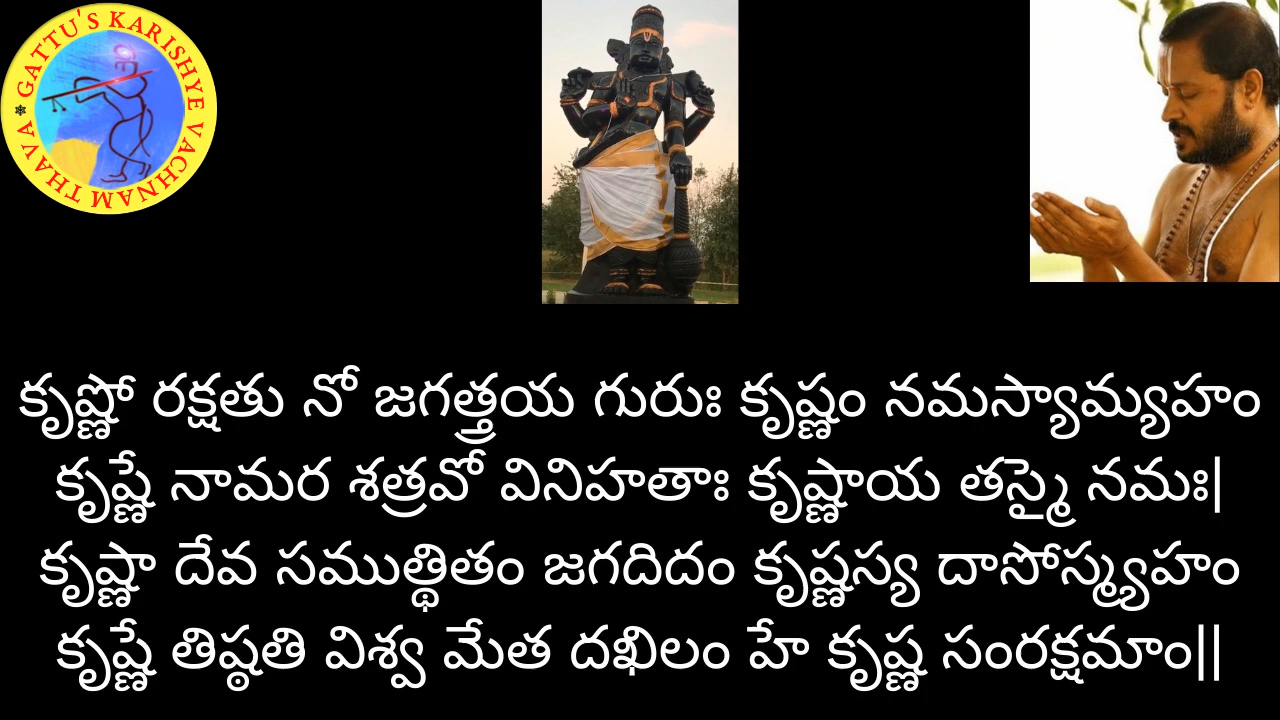 GATTU'S KARISHYE VACHNAM THAVA
కృష్ణో రక్షతు నో జగత్త్రయ గురుః కృష్ణం నమస్యామ్యహం
కృష్ణే నామర శత్రవో వినిహతాః కృష్ణాయ తస్మై నమః|
కృష్ణా దేవ సముత్థితం జగదిదం కృష్ణస్య దాసోస్మ్యహం
కృష్ణే తిష్ఠతి విశ్వ మేత దఖిలం హే కృష్ణ సంరక్షమాం||